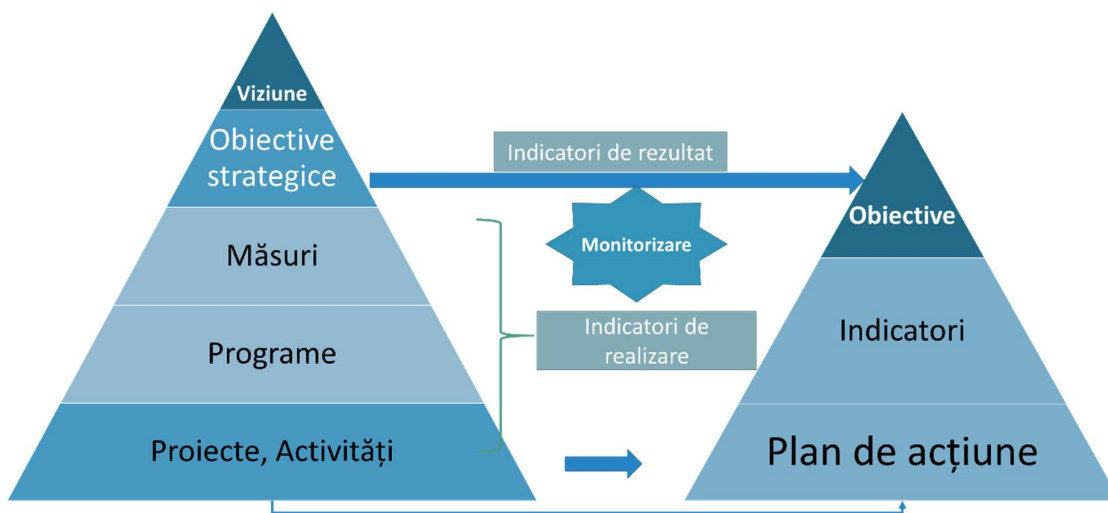 Viziune
Obiective
strategice
Măsuri
Programe
Proiecte, Activități
Indicatori de rezultat
Monitorizare
Indicatori de
realizare
Obiective
Indicatori
Plan de acțiune